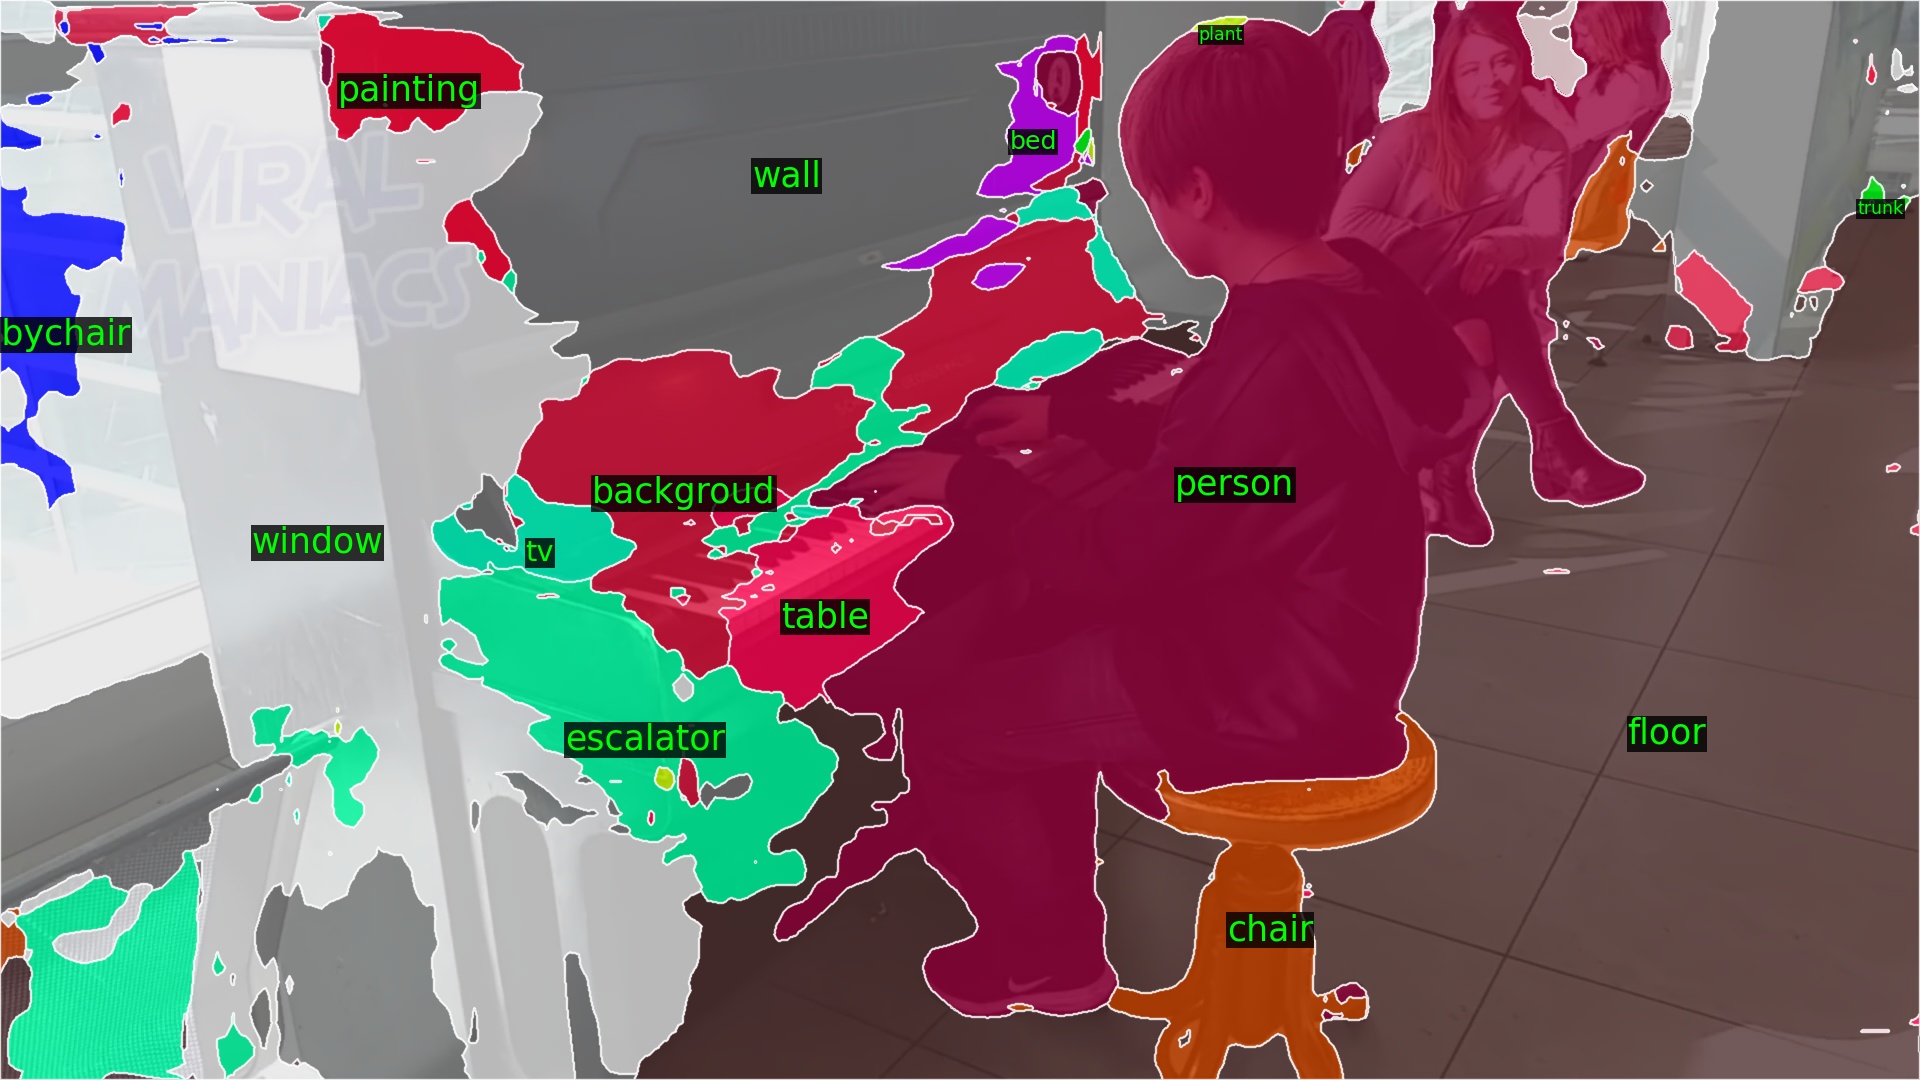 plant
painting
bed
wall
VIRAL
MANIACS
trunk
bychair
backgroud
person
window
tv
table
floor
escalator
chair